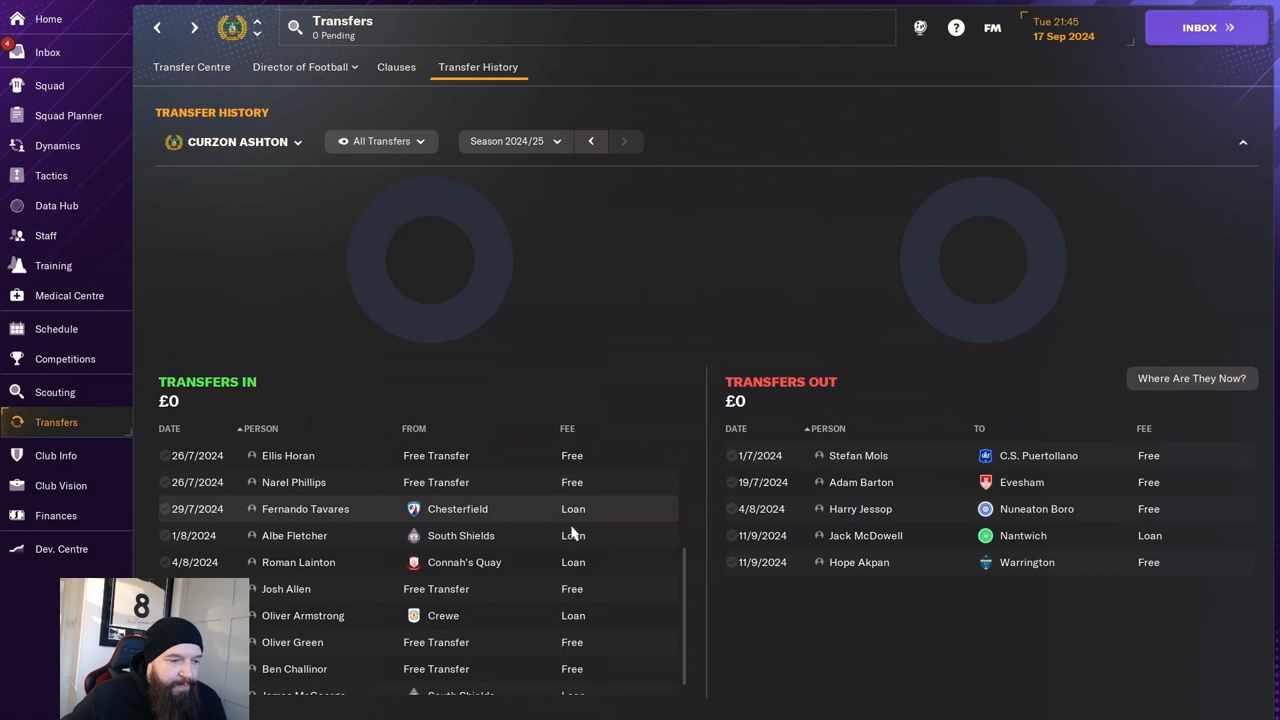 Home
Transfers
0 Pending
FM
Tue 21:45
17 Sep 2024
INBOX
4
Inbox
Transfer Centre
Director of Football
Clauses
Transfer History
Squad
Squad Planner
Dynamics
Tactics
Data Hub
Staff
Training
Medical Centre
Schedule
Competitions
Scouting
Transfers
Club Info
Club Vision
Finances
Dev. Centre
TRANSFER HISTORY
CURZON ASHTON
All Transfers
Season 2024/25
TRANSFERS IN
£0
DATE PERSON FROM FEE
26/7/2024 Ellis Horan Free Transfer Free
26/7/2024 Narel Phillips Free Transfer Free
29/7/2024 Fernando Tavares Chesterfield Loan
1/8/2024 Albe Fletcher South Shields Loan
4/8/2024 Roman Lainton Connah's Quay Loan
Josh Allen Free Transfer Free
Oliver Armstrong Crewe Loan
Oliver Green Free Transfer Free
Ben Challinor Free Transfer Free
South Shields Loan
TRANSFERS OUT
£0
Where Are They Now?
DATE PERSON TO FEE
1/7/2024 Stefan Mols C.S. Puertollano Free
19/7/2024 Adam Barton Evesham Free
4/8/2024 Harry Jessop Nuneaton Boro Free
11/9/2024 Jack McDowell Nantwich Loan
11/9/2024 Hope Akpan Warrington Free
8